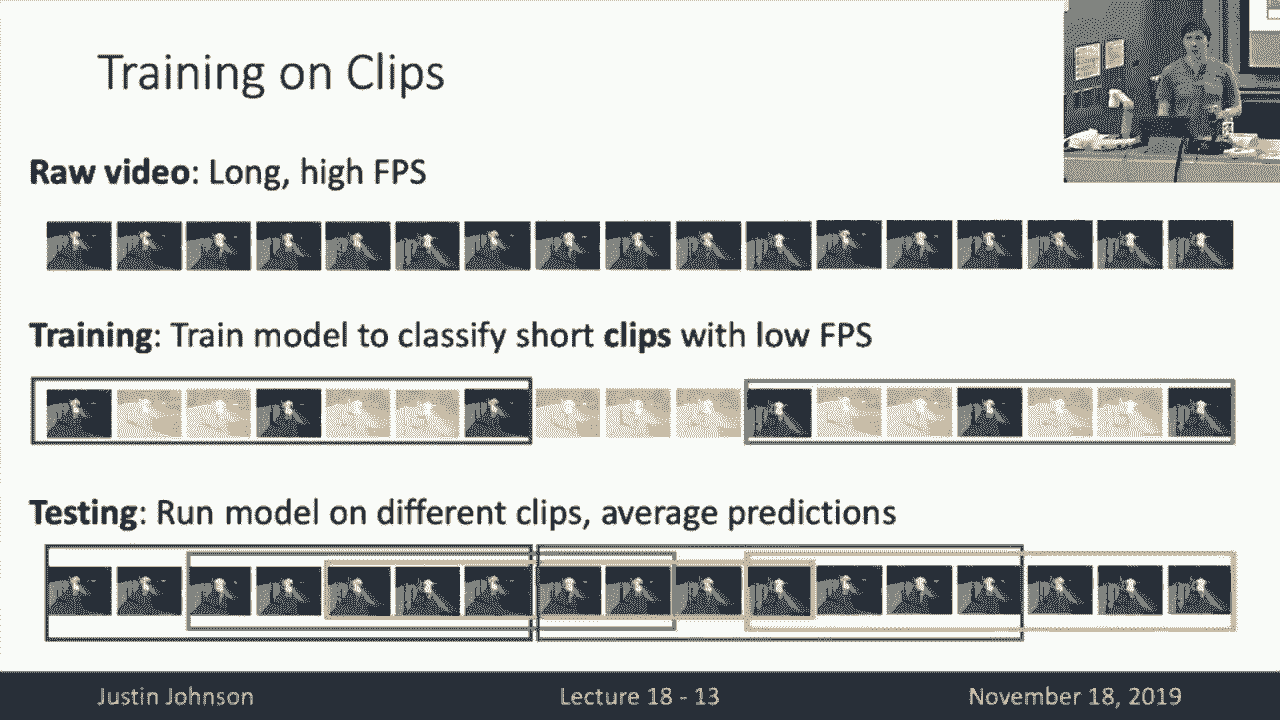 Training on Clips
Raw video: Long, high FPS
Training: Train model to classify short clips with low FPS
Testing: Run model on different clips, average predictions
Justin Johnson
Lecture 18 - 13
November 18, 2019